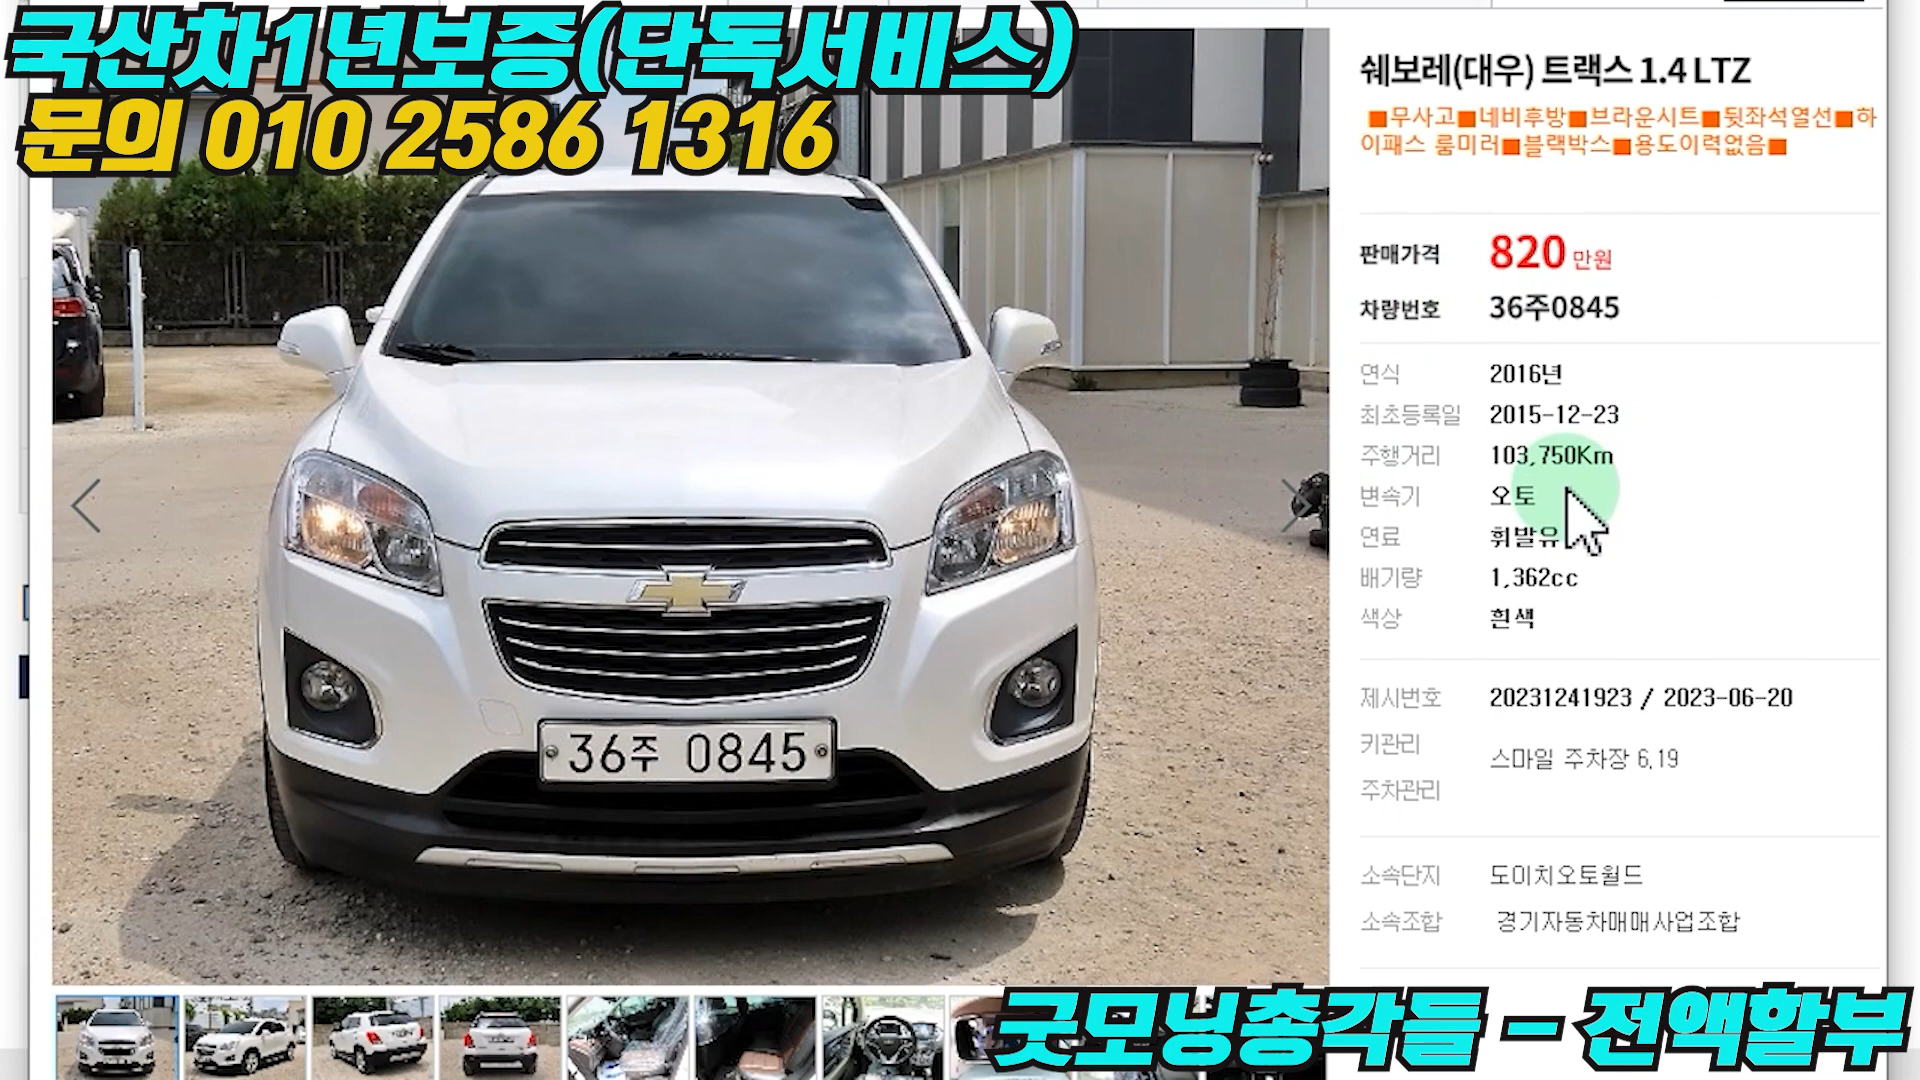 국산차1년보증(단독서비스)
문의 010 2586 1316
쉐보레(대우) 트랙스 1.4 LTZ
■무사고■네비후방■브라운시트■뒷좌석열선■하
이패스 룸미러■블랙박스■용도이력없음■
판매가격 820 만원
차량번호 36주0845
연식 2016년
최초등록일 2015-12-23
주행거리 103,750Km
변속기 오토
연료 휘발유
배기량 1,362cc
색상 흰색
제시번호 20231241923 / 2023-06-20
키관리
스마일 주차장 6,19
주차관리
소속단지 도이치오토월드
소속조합 경기자동차매매사업조합
36주 0845
굿모닝총각들 - 전액할부